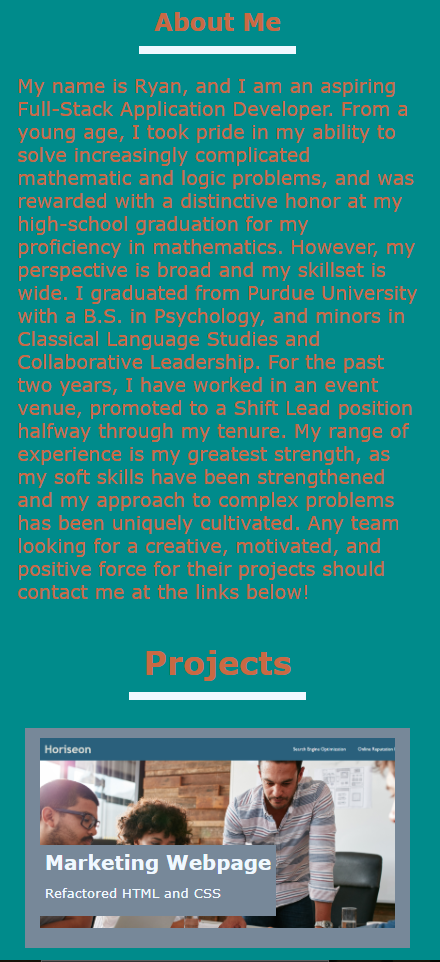 About Me
My name is Ryan, and I am an aspiring
Full-Stack Application Developer. From a
young age, I took pride in my ability to
solve increasingly complicated
mathematic and logic problems, and was
rewarded with a distinctive honor at my
high-school graduation for my
proficiency in mathematics. However, my
perspective is broad and my skillset is
wide. I graduated from Purdue University
with a B.S. in Psychology, and minors in
Classical Language Studies and
Collaborative Leadership. For the past
two years, I have worked in an event
venue, promoted to a Shift Lead position
halfway through my tenure. My range of
experience is my greatest strength, as
my soft skills have been strengthened
and my approach to complex problems
has been uniquely cultivated. Any team
looking for a creative, motivated, and
positive force for their projects should
contact me at the links below!
Projects
Horiseon Search Engine Optimization Online Reputation
Marketing Webpage
Refactored HTML and CSS